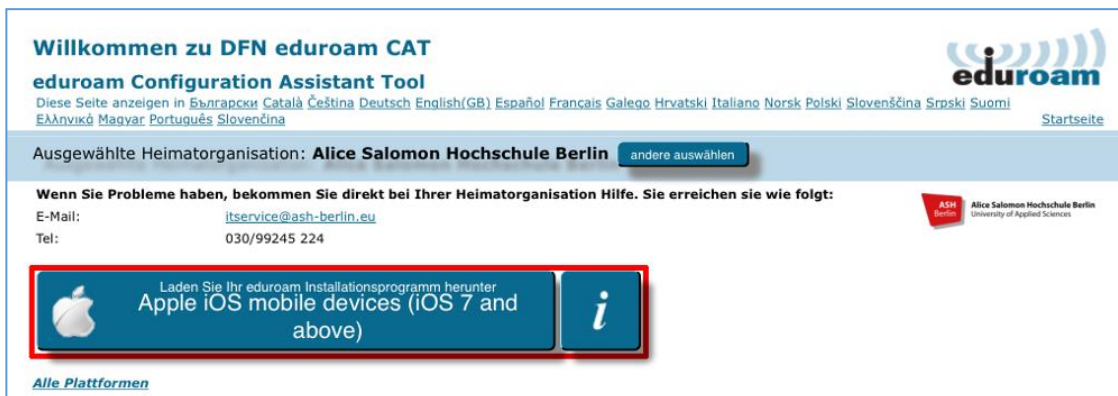 Willkommen zu DFN eduroam CAT
eduroam Configuration Assistant Tool
eduroam
Diese Seite anzeigen in Български Català Čeština Deutsch English(GB) Español Français Galego Hrvatski Italiano Norsk Polski Slovenščina Srpski Suomi
Ελληνικά Magyar Português Slovenčina
Startseite
Ausgewählte Heimatorganisation: Alice Salomon Hochschule Berlin andere auswählen
Wenn Sie Probleme haben, bekommen Sie direkt bei Ihrer Heimatorganisation Hilfe. Sie erreichen sie wie folgt:
E-Mail: itservice@ash-berlin.eu
Tel: 030/99245 224
ASH Berlin
Alice Salomon Hochschule Berlin
University of Applied Sciences
Laden Sie Ihr eduroam Installationsprogramm herunter
Apple iOS mobile devices (iOS 7 and
above)
i
Alle Plattformen